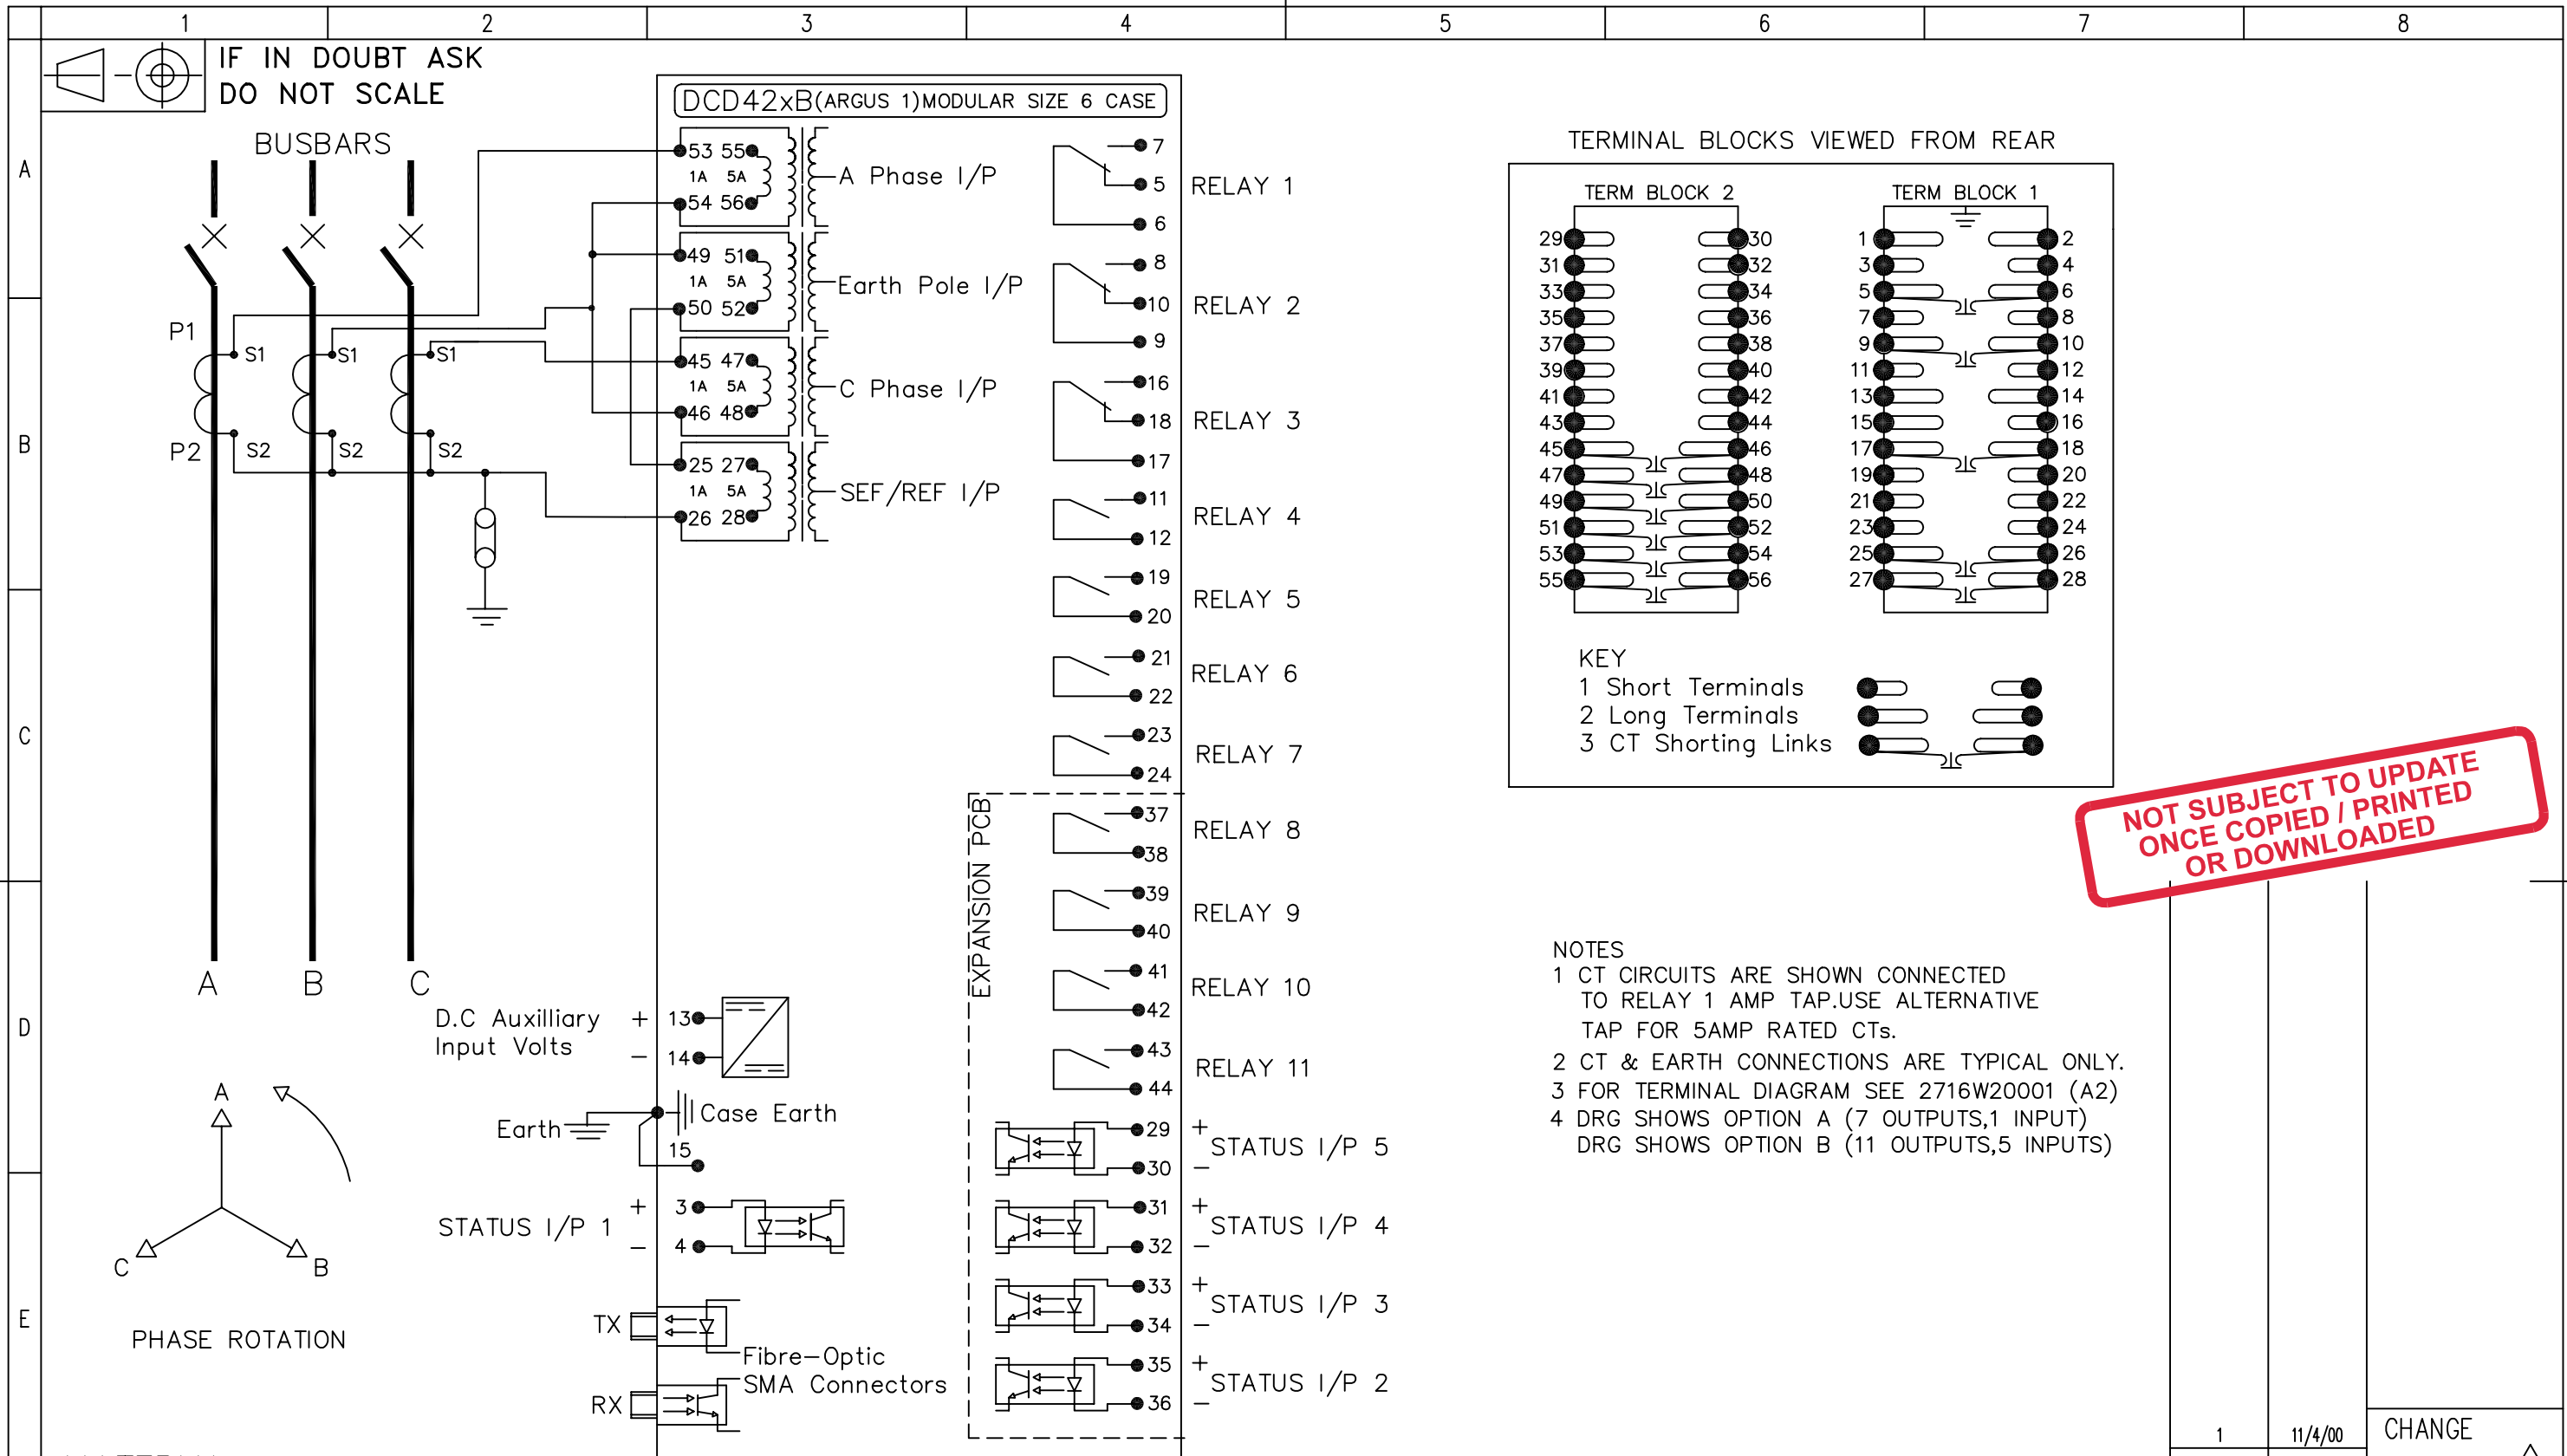 1 2 3 4 5 6 7 8
A
B
C
D
E
IF IN DOUBT ASK
DO NOT SCALE
BUSBARS
P1
S1 S1 S1
P2
S2 S2 S2
A B C
A
C
B
PHASE ROTATION
DCD42xB(ARGUS 1)MODULAR SIZE 6 CASE
53 55
1A 5A
54 56
A Phase I/P
49 51
1A 5A
50 52
Earth Pole I/P
45 47
1A 5A
46 48
C Phase I/P
25 27
1A 5A
26 28
SEF/REF I/P
D.C Auxilliary + 13
Input Volts - 14
Earth
Case Earth
15
STATUS I/P 1
+ 3
- 4
TX
RX
Fibre-Optic
SMA Connectors
7
5
6
RELAY 1
8
10
9
RELAY 2
16
18
17
RELAY 3
11
12
RELAY 4
19
20
RELAY 5
21
22
RELAY 6
23
24
RELAY 7
EXPANSION PCB
37
38
RELAY 8
39
40
RELAY 9
41
42
RELAY 10
43
44
RELAY 11
29 +
30 -
STATUS I/P 5
31 +
32 -
STATUS I/P 4
33 +
34 -
STATUS I/P 3
35 +
36 -
STATUS I/P 2
TERMINAL BLOCKS VIEWED FROM REAR
TERM BLOCK 2
29 30
31 32
33 34
35 36
37 38
39 40
41 42
43 44
45 46
47 48
49 50
51 52
53 54
55 56
TERM BLOCK 1
1 2
3 4
5 6
7 8
9 10
11 12
13 14
15 16
17 18
19 20
21 22
23 24
25 26
27 28
KEY
1 Short Terminals
2 Long Terminals
3 CT Shorting Links
NOT SUBJECT TO UPDATE
ONCE COPIED / PRINTED
OR DOWNLOADED
NOTES
1 CT CIRCUITS ARE SHOWN CONNECTED
TO RELAY 1 AMP TAP.USE ALTERNATIVE
TAP FOR 5AMP RATED CTs.
2 CT & EARTH CONNECTIONS ARE TYPICAL ONLY.
3 FOR TERMINAL DIAGRAM SEE 2716W20001 (A2)
4 DRG SHOWS OPTION A (7 OUTPUTS,1 INPUT)
DRG SHOWS OPTION B (11 OUTPUTS,5 INPUTS)
1 11/4/00 CHANGE